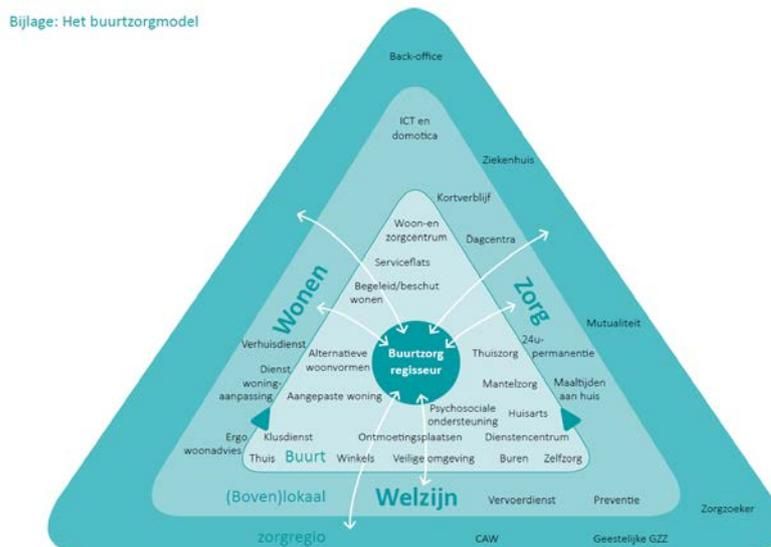 Bijlage: Het buurtzorgmodel
Back-office
ICT en
domotica
Ziekenhuis
Kortverblijf
Woon-en
zorgcentrum
Dagcentra
Serviceflats
Begeleid/beschut
wonen
Wonen
Zorg
Mutualiteit
Verhuisdienst
Alternatieve
woonvormen
Buurtzorg
regisseur
Thuiszorg
24u-
permanentie
Dienst
woning-
aanpassing
Mantelzorg
Maaltijden
aan huis
Aangepaste woning
Psychosociale
ondersteuning
Huisarts
Ergo
woonadvies
Klusdienst
Ontmoetingsplaatsen
Dienstencentrum
Thuis
Buurt
Winkels
Veilige omgeving
Buren
Zelfzorg
(Boven)lokaal
Welzijn
Vervoerdienst
Preventie
Zorgzoeker
zorgregio
CAW
Geestelijke GZZ